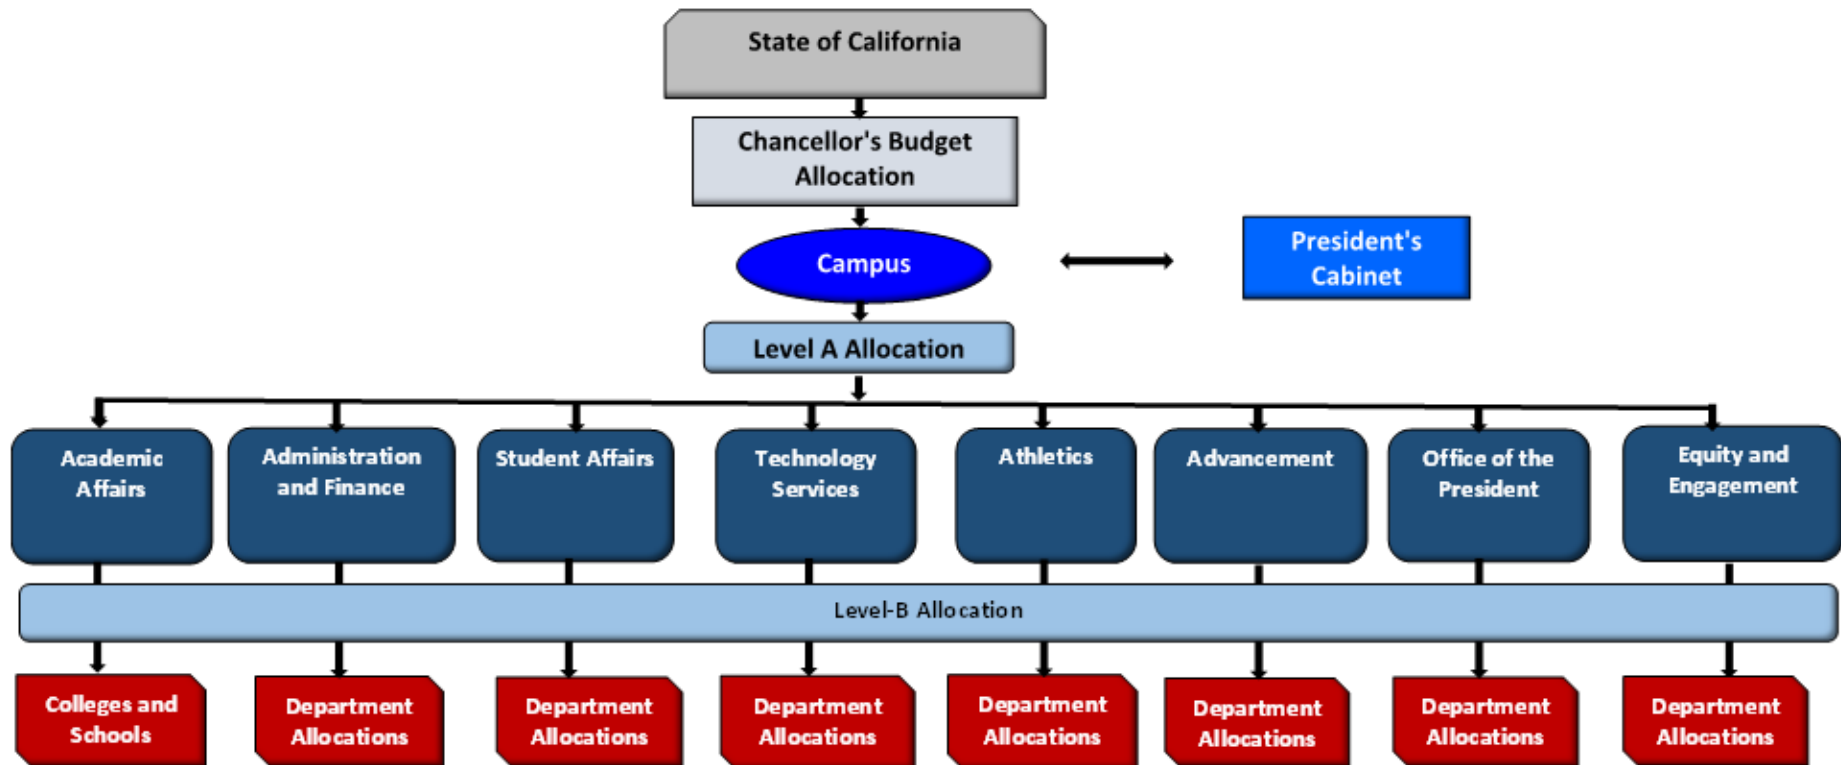 State of California
Chancellor's Budget
Allocation
Campus
President's
Cabinet
Level A Allocation
Academic
Affairs
Administration
and Finance
Student Affairs
Technology
Services
Athletics
Advancement
Office of the
President
Equity and
Engagement
Level-B Allocation
Colleges and
Schools
Department
Allocations
Department
Allocations
Department
Allocations
Department
Allocations
Department
Allocations
Department
Allocations
Department
Allocations